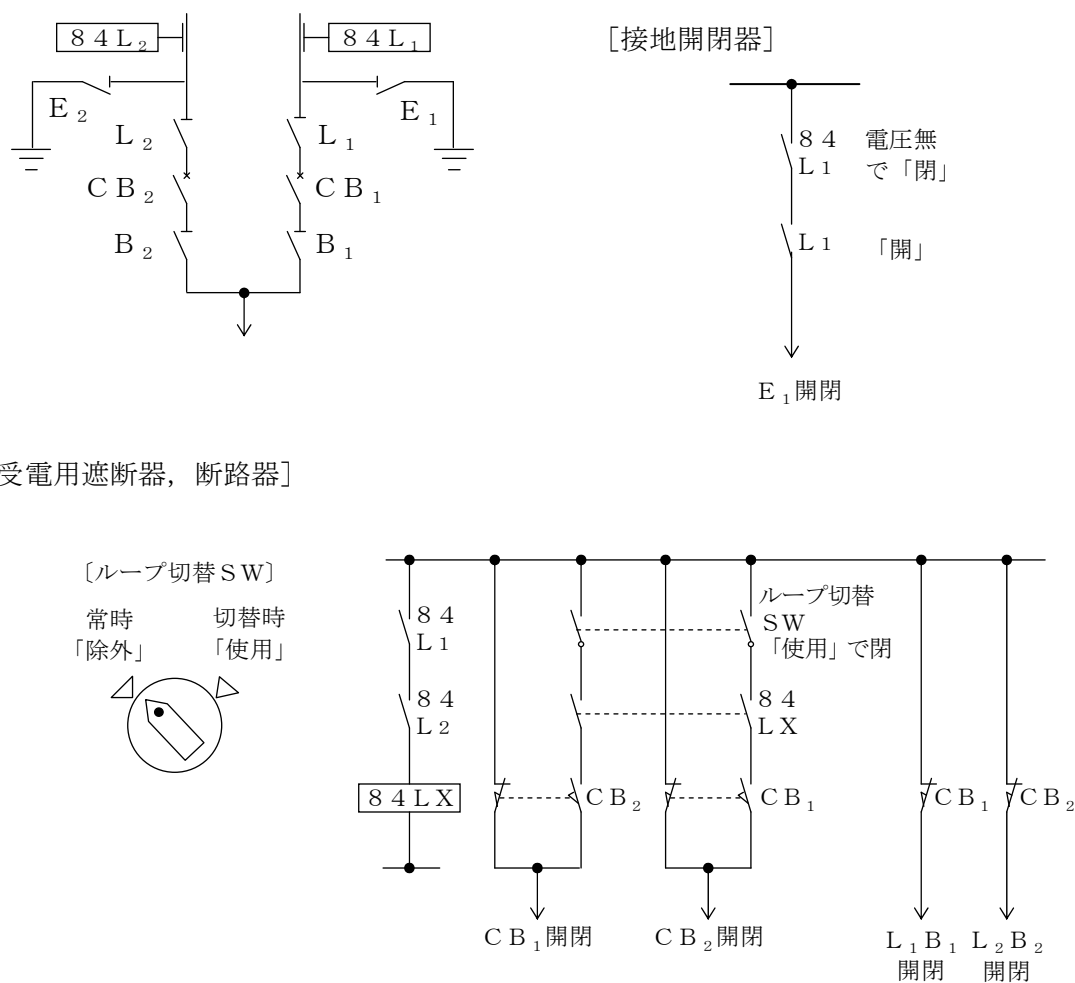 ８４Ｌ₂
８４Ｌ₁
Ｅ₂
Ｅ₁
Ｌ₂
Ｌ₁
ＣＢ₂
ＣＢ₁
Ｂ₂
Ｂ₁
［接地開閉器］
８４
Ｌ１
電圧無
で「閉」
Ｌ１
「開」
Ｅ₁開閉
受電用遮断器，断路器］
〔ループ切替ＳＷ〕
常時
「除外」
切替時
「使用」
８４
Ｌ１
８４
Ｌ２
８４ＬＸ
ループ切替
ＳＷ
「使用」で閉
８４
ＬＸ
ＣＢ₂
ＣＢ₁
ＣＢ₁
ＣＢ₂
ＣＢ₁開閉
ＣＢ₂開閉
Ｌ₁Ｂ₁
開閉
Ｌ₂Ｂ₂
開閉